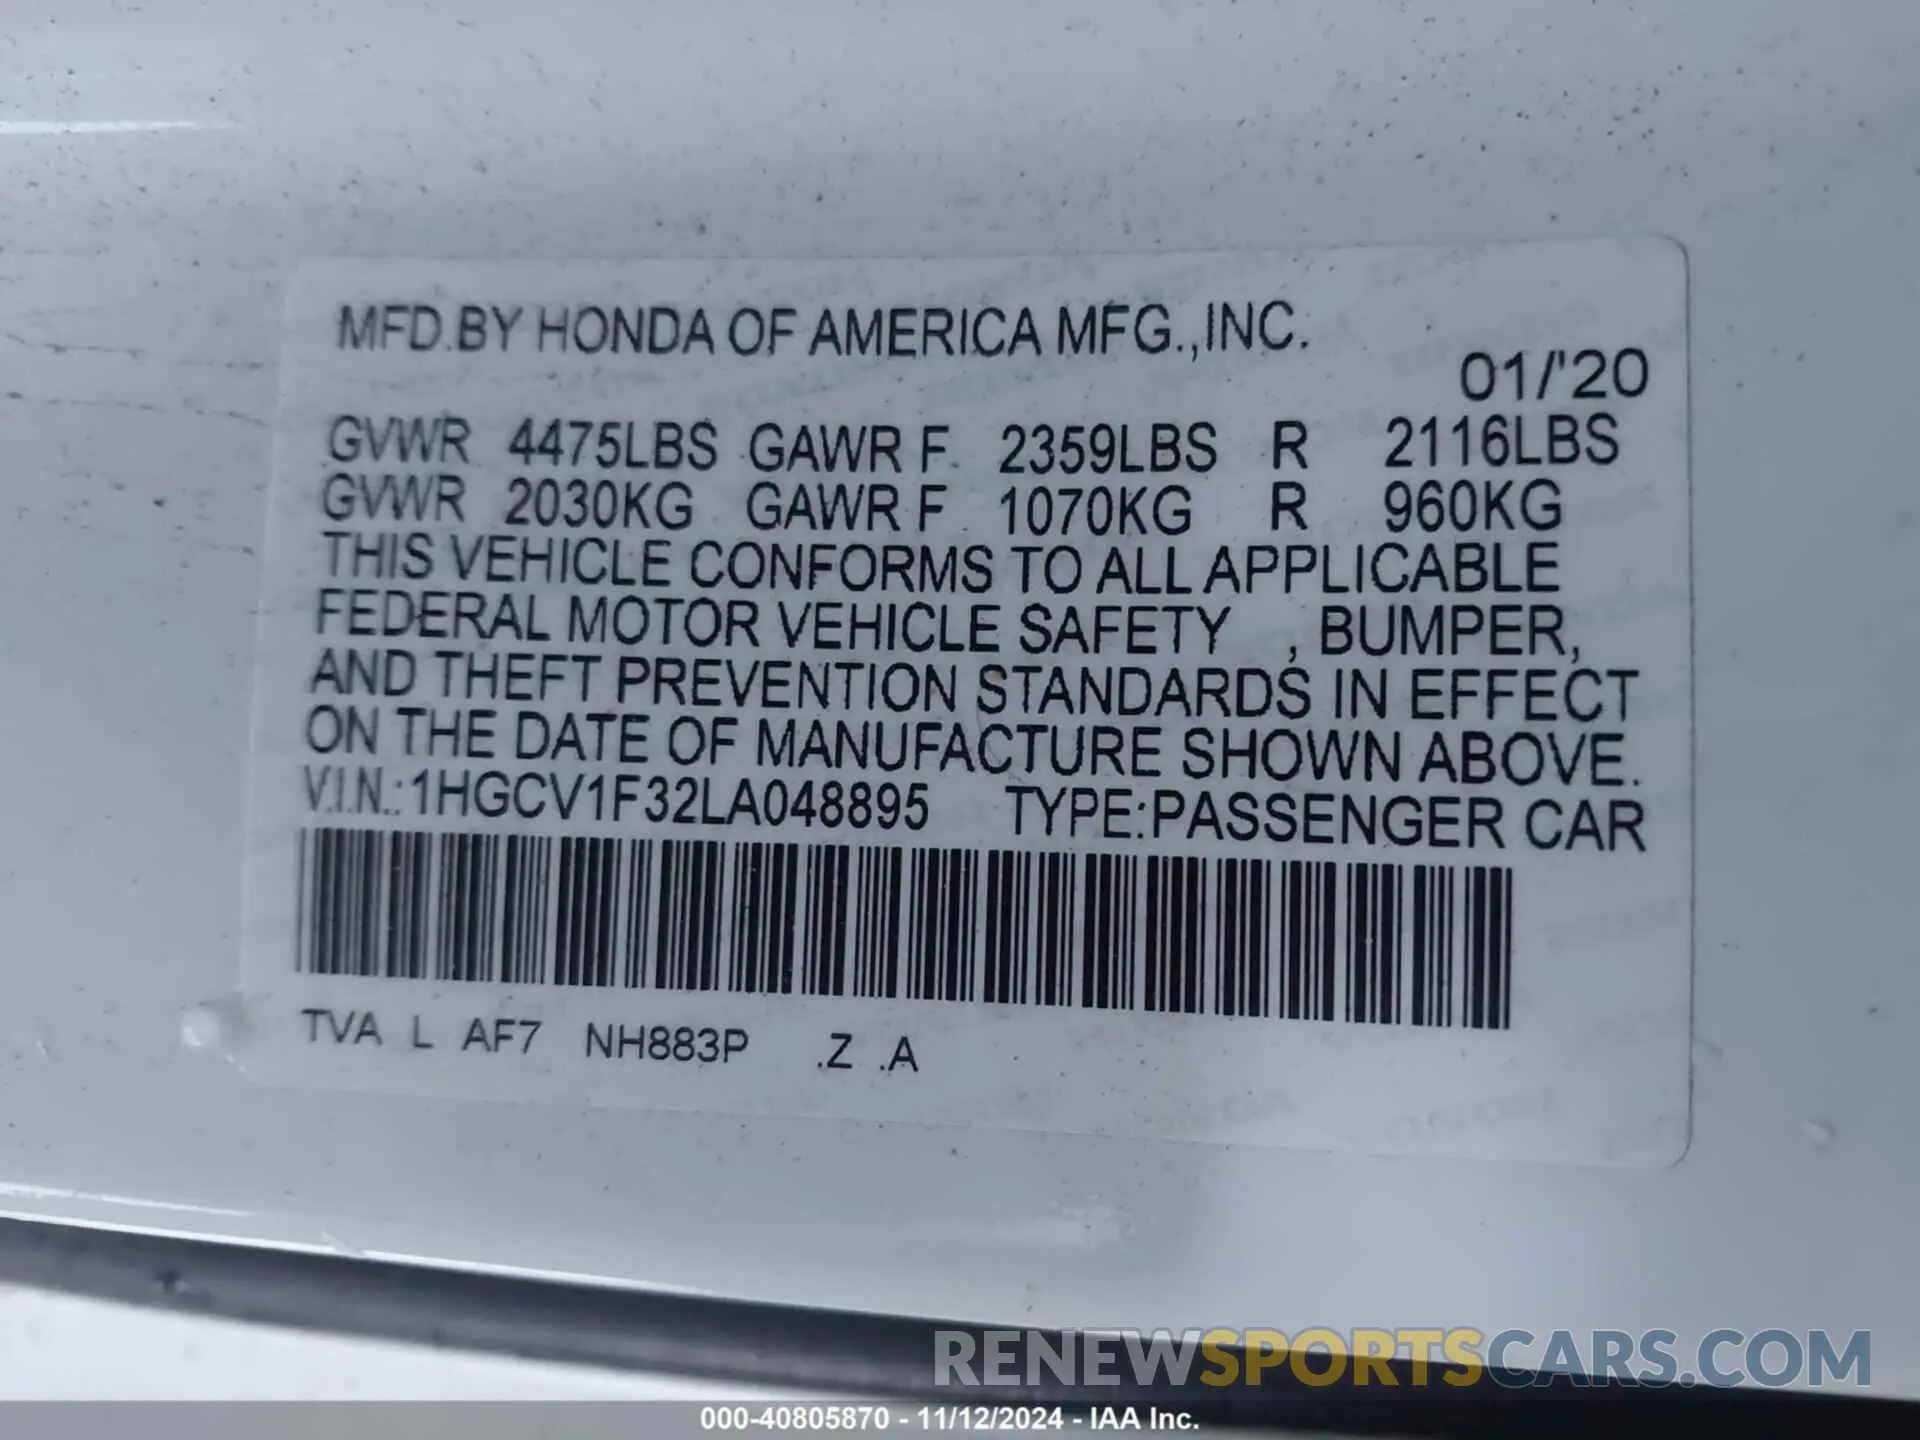 MFD.BY HONDA OF AMERICA MFG.,INC.
01/'20
GVWR 4475LBS GAWR F 2359LBS R 2116LBS
GVWR 2030KG GAWR F 1070KG R 960KG
THIS VEHICLE CONFORMS TO ALL APPLICABLE
FEDERAL MOTOR VEHICLE SAFETY , BUMPER,
AND THEFT PREVENTION STANDARDS IN EFFECT
ON THE DATE OF MANUFACTURE SHOWN ABOVE.
V.I.N.:1HGCV1F32LA048895 TYPE:PASSENGER CAR
TVA L AF7 NH883P .Z .A
RENEWSPORTSCARS.COM
000-40805870 - 11/12/2024 - IAA Inc.